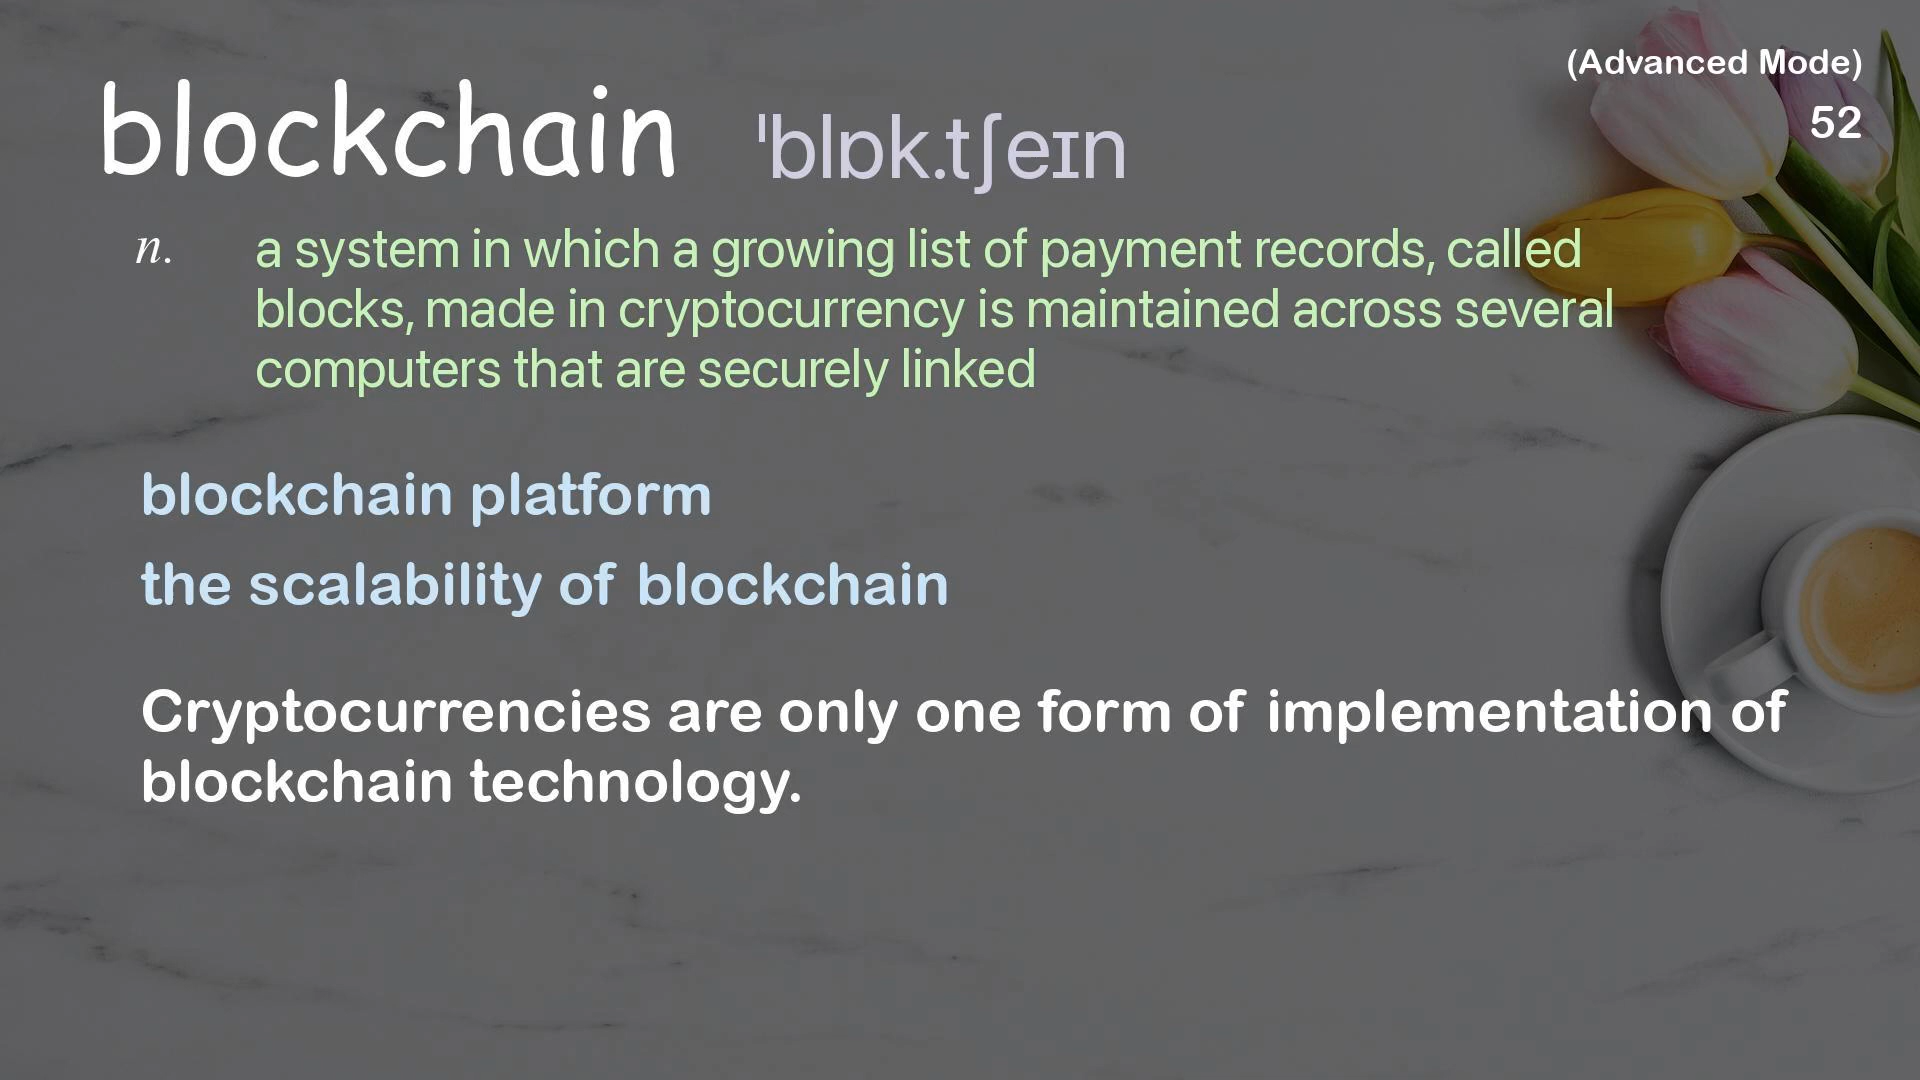 (Advanced Mode)
52
blockchain ˈblɒk.tʃeɪn
n. a system in which a growing list of payment records, called
blocks, made in cryptocurrency is maintained across several
computers that are securely linked
blockchain platform
the scalability of blockchain
Cryptocurrencies are only one form of implementation of
blockchain technology.